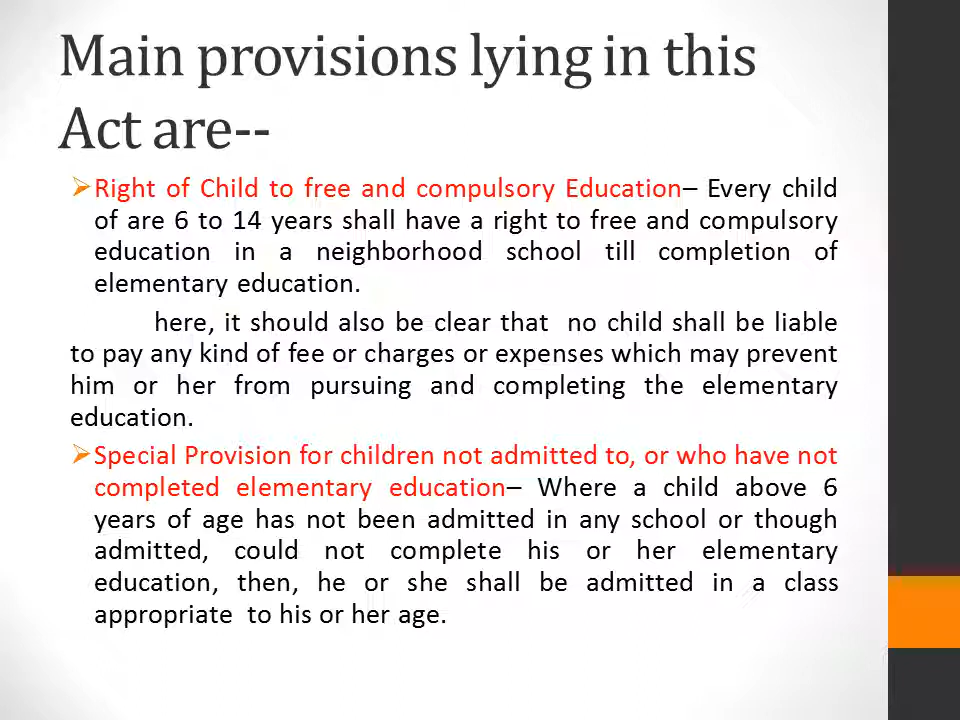 Main provisions lying in this
Act are--
➢Right of Child to free and compulsory Education– Every child
of are 6 to 14 years shall have a right to free and compulsory
education in a neighborhood school till completion of
elementary education.
here, it should also be clear that no child shall be liable
to pay any kind of fee or charges or expenses which may prevent
him or her from pursuing and completing the elementary
education.
➢Special Provision for children not admitted to, or who have not
completed elementary education– Where a child above 6
years of age has not been admitted in any school or though
admitted, could not complete his or her elementary
education, then, he or she shall be admitted in a class
appropriate to his or her age.